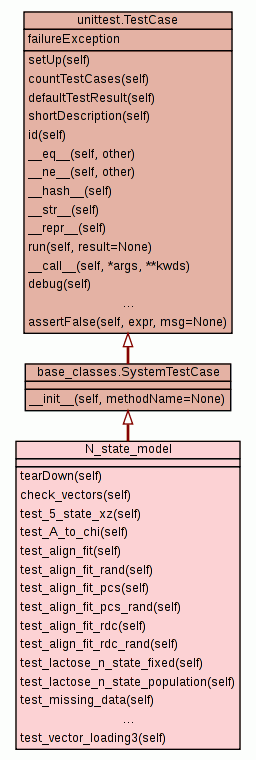 unittest.TestCase
failureException
setUp(self)
countTestCases(self)
defaultTestResult(self)
shortDescription(self)
id(self)
__eq__(self, other)
__ne__(self, other)
__hash__(self)
__str__(self)
__repr__(self)
run(self, result=None)
__call__(self, *args, **kwds)
debug(self)
...
assertFalse(self, expr, msg=None)
base_classes.SystemTestCase
__init__(self, methodName=None)
N_state_model
tearDown(self)
check_vectors(self)
test_5_state_xz(self)
test_A_to_chi(self)
test_align_fit(self)
test_align_fit_rand(self)
test_align_fit_pcs(self)
test_align_fit_pcs_rand(self)
test_align_fit_rdc(self)
test_align_fit_rdc_rand(self)
test_lactose_n_state_fixed(self)
test_lactose_n_state_population(self)
test_missing_data(self)
...
test_vector_loading3(self)